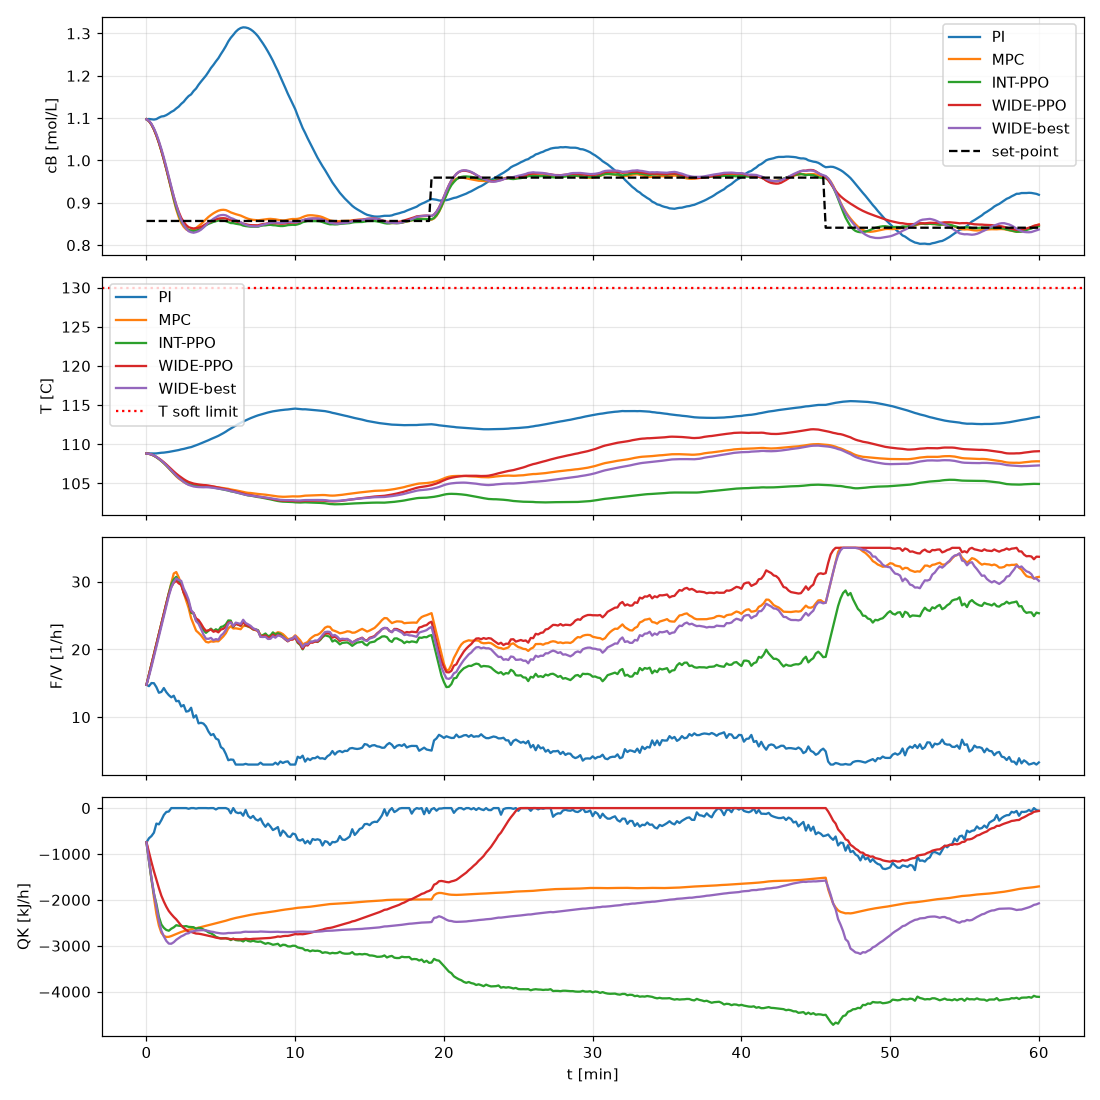 1.3
1.2
1.1
1.0
0.9
0.8
cB [mol/L]
PI
MPC
INT-PPO
WIDE-PPO
WIDE-best
set-point
130
125
120
115
110
105
T [C]
PI
MPC
INT-PPO
WIDE-PPO
WIDE-best
T soft limit
30
20
10
F/V [1/h]
0
−1000
−2000
−3000
−4000
QK [kJ/h]
0 10 20 30 40 50 60
t [min]